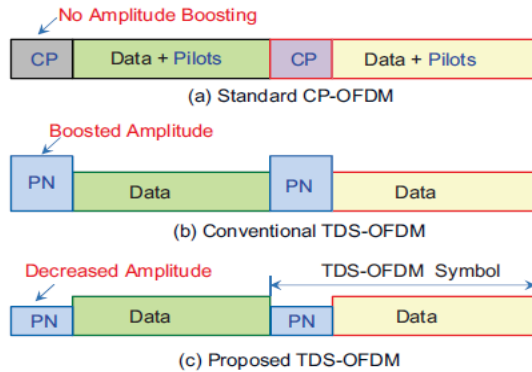 No Amplitude Boosting
CP Data + Pilots CP Data + Pilots
(a) Standard CP-OFDM
Boosted Amplitude
PN Data PN Data
(b) Conventional TDS-OFDM
Decreased Amplitude TDS-OFDM Symbol
PN Data PN Data
(c) Proposed TDS-OFDM